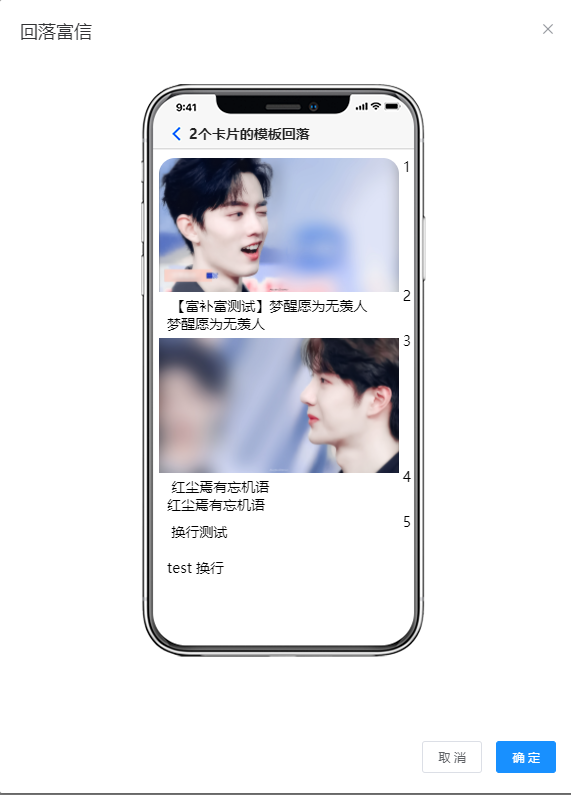 回落富信
9:41
2个卡片的模板回落
1
2
【富补富测试】梦醒愿为无羡人
梦醒愿为无羡人
3
4
红尘焉有忘机语
红尘焉有忘机语
5
换行测试
test 换行
取消
确定